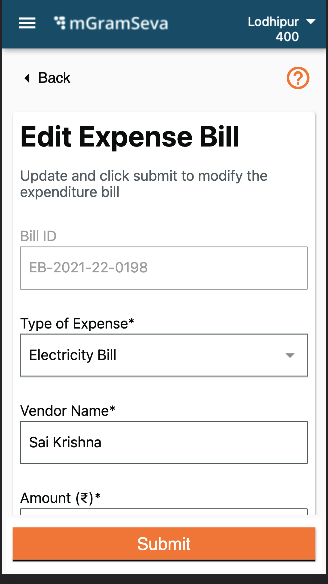 mGramSeva
Lodhipur
400
Back
Edit Expense Bill
Update and click submit to modify the
expenditure bill
Bill ID
EB-2021-22-0198
Type of Expense*
Electricity Bill
Vendor Name*
Sai Krishna
Amount (₹)*
Submit